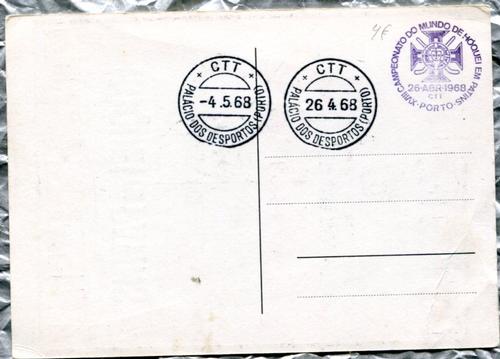 4€
CTT
-4.5.68
PALÁCIO DOS DESPORTOS (PORTO)
CTT
26 4.68
PALÁCIO DOS DESPORTOS (PORTO)
XVIII CAMPEONATO DO MUNDO DE HÓQUEI EM PATINS
26-ABR-1968
CTT
PORTO